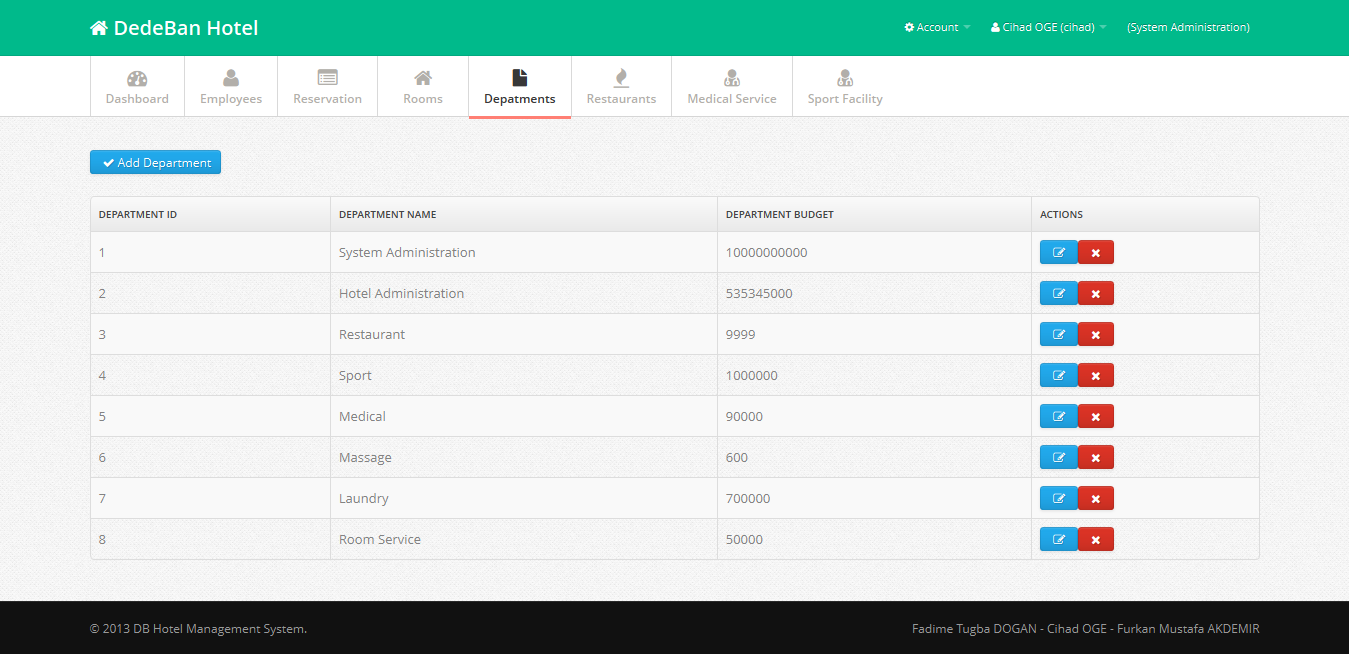 DedeBan Hotel
Account Cihad OGE (cihad) (System Administration)
Dashboard Employees Reservation Rooms Depatments Restaurants Medical Service Sport Facility
Add Department
DEPARTMENT ID DEPARTMENT NAME DEPARTMENT BUDGET ACTIONS
1 System Administration 10000000000
2 Hotel Administration 535345000
3 Restaurant 9999
4 Sport 1000000
5 Medical 90000
6 Massage 600
7 Laundry 700000
8 Room Service 50000
© 2013 DB Hotel Management System.
Fadime Tugba DOGAN - Cihad OGE - Furkan Mustafa AKDEMIR